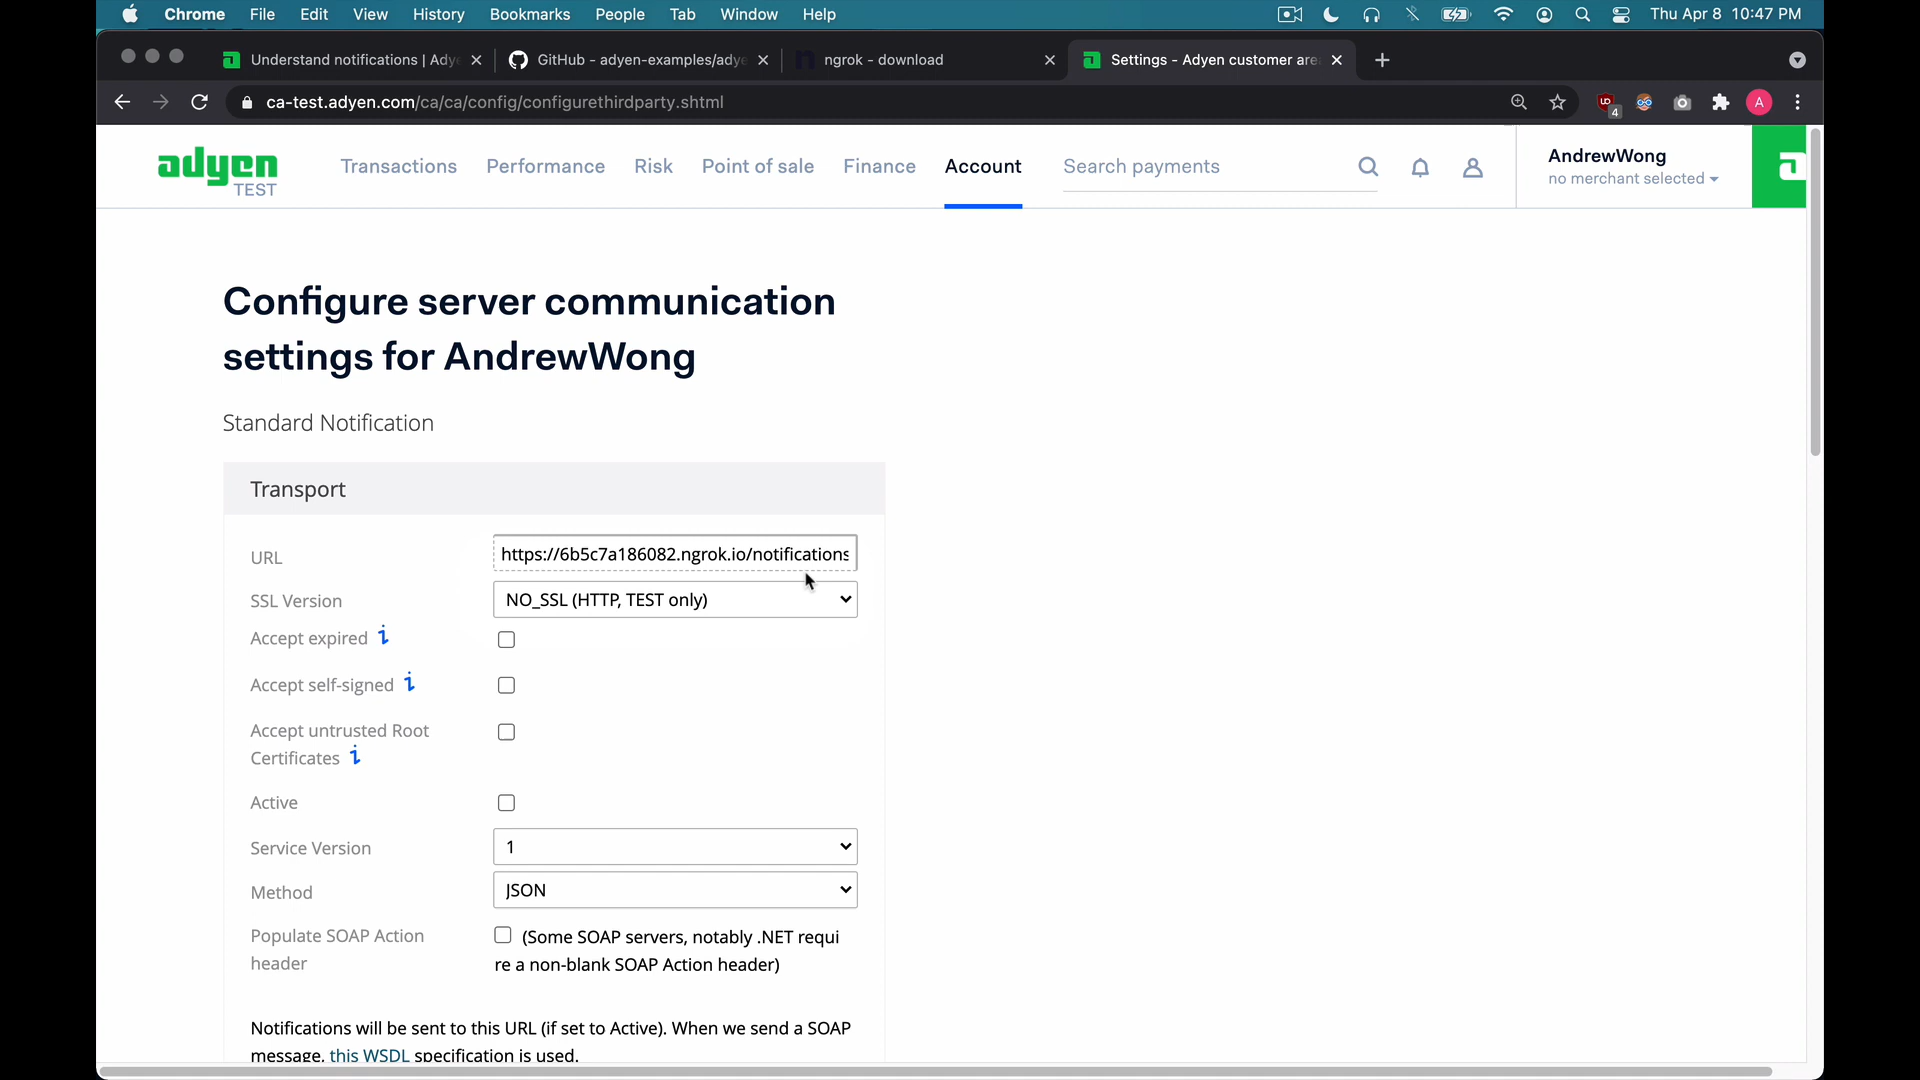 Chrome File Edit View History Bookmarks People Tab Window Help Thu Apr 8 10:47 PM
Understand notifications | Ady GitHub - adyen-examples/adye ngrok - download Settings - Adyen customer are
ca-test.adyen.com/ca/ca/config/configurethirdparty.shtml 4 A
adyen TEST
Transactions Performance Risk Point of sale Finance Account Search payments
AndrewWong
no merchant selected
Configure server communication
settings for AndrewWong
Standard Notification
Transport
URL https://6b5c7a186082.ngrok.io/notifications
SSL Version NO_SSL (HTTP, TEST only)
Accept expired i
Accept self-signed i
Accept untrusted Root
Certificates i
Active
Service Version 1
Method JSON
Populate SOAP Action
header
(Some SOAP servers, notably .NET requi
re a non-blank SOAP Action header)
Notifications will be sent to this URL (if set to Active). When we send a SOAP
message, this WSDL specification is used.